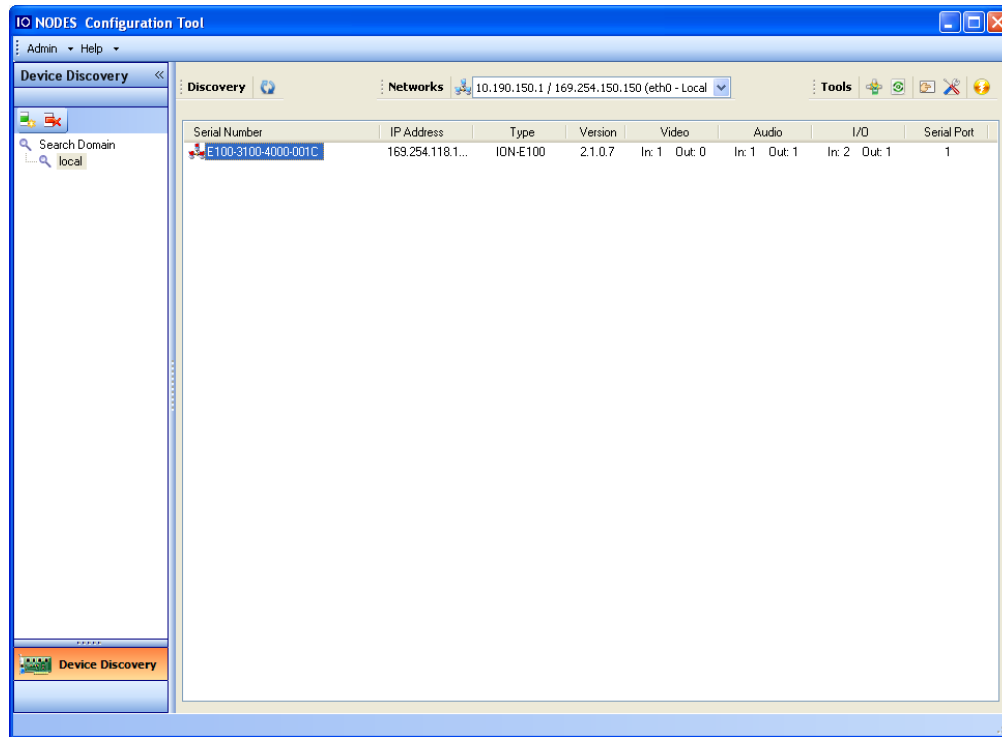 IO NODES Configuration Tool
Admin Help
Device Discovery
Discovery Networks 10.190.150.1 / 169.254.150.150 (eth0 - Local Tools
Search Domain
local
Serial Number IP Address Type Version Video Audio I/O Serial Port
E100-3100-4000-001C 169.254.118.1... ION-E100 2.1.0.7 In: 1 Out: 0 In: 1 Out: 1 In: 2 Out: 1 1
Device Discovery